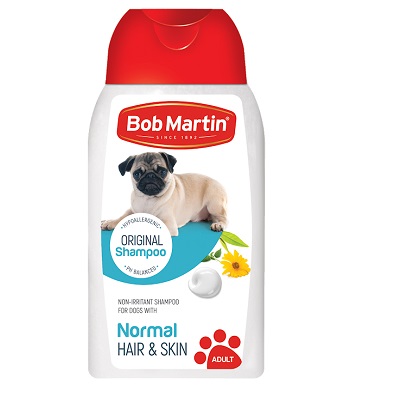 Bob Martin®
SINCE 1892
•HYPOALLERGENIC•
ORIGINAL
Shampoo
•PH BALANCED•
NON-IRRITANT SHAMPOO
FOR DOGS WITH
Normal
HAIR & SKIN
ADULT